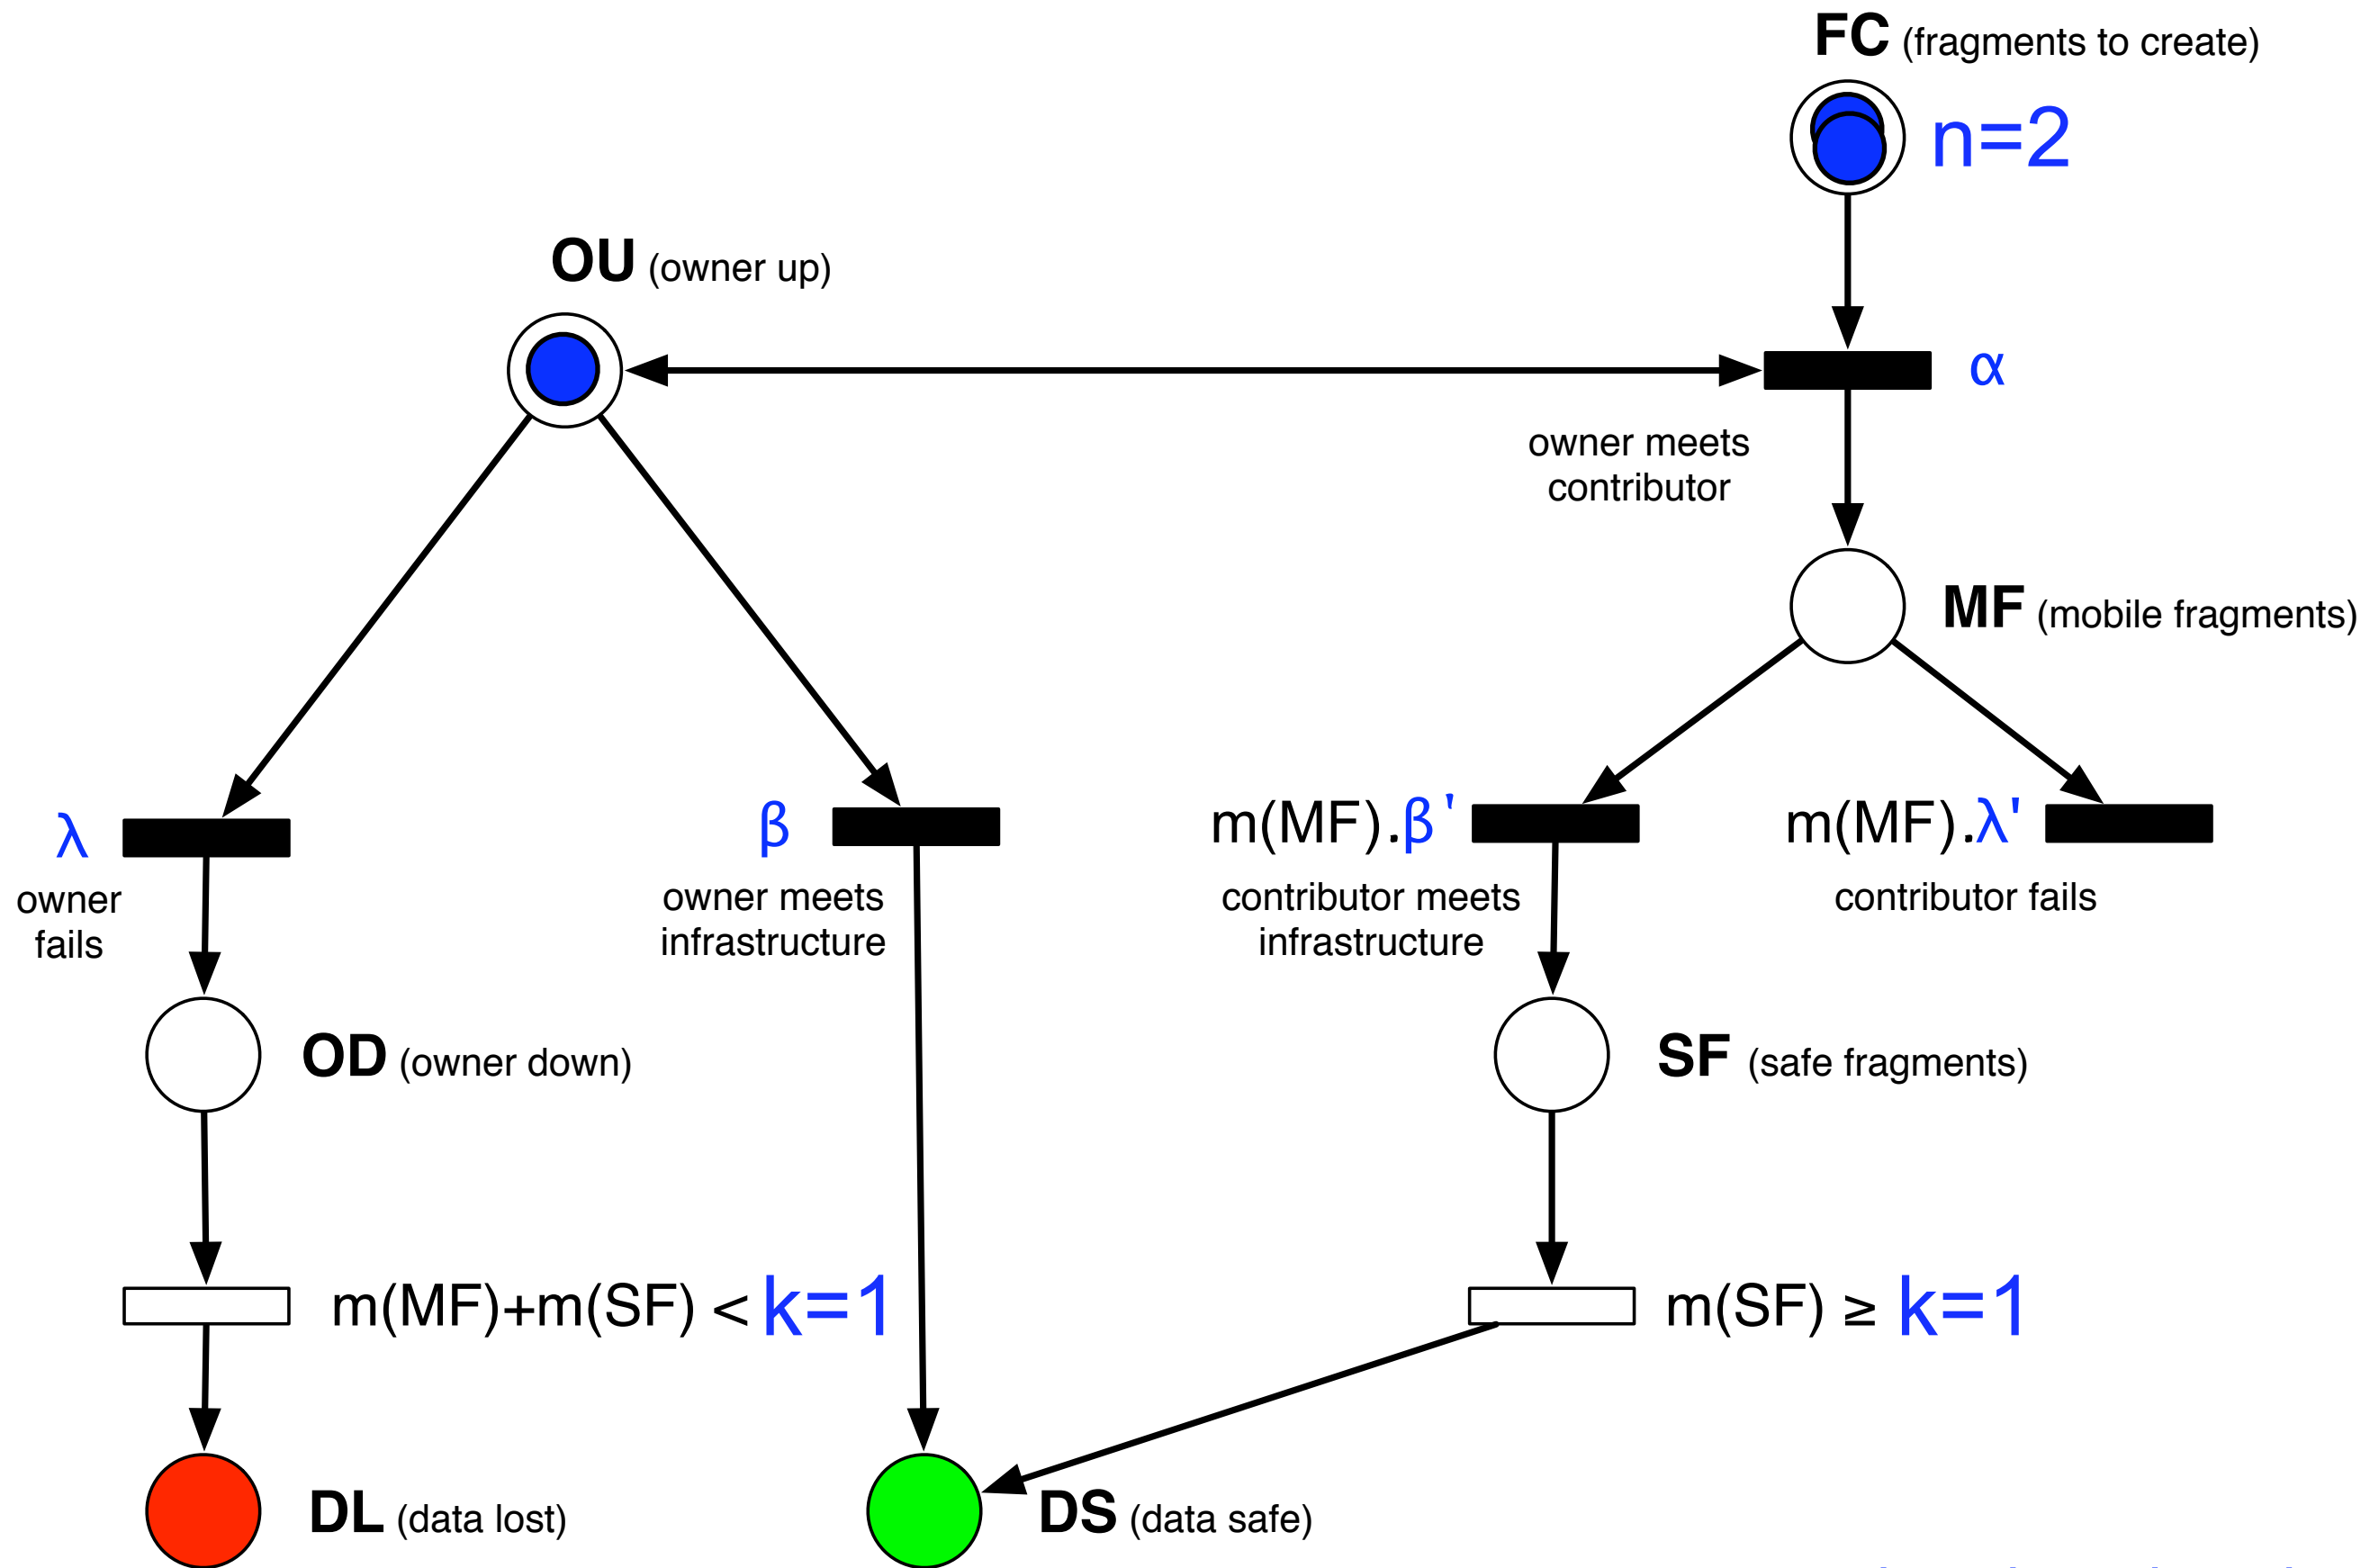 FC (fragments to create)
n=2
OU (owner up)
α
owner meets
contributor
MF (mobile fragments)
λ
owner
fails
β
owner meets
infrastructure
m(MF).β'
contributor meets
infrastructure
m(MF).λ'
contributor fails
OD (owner down)
SF (safe fragments)
m(MF)+m(SF) < k=1
m(SF) ≥ k=1
DL (data lost)
DS (data safe)